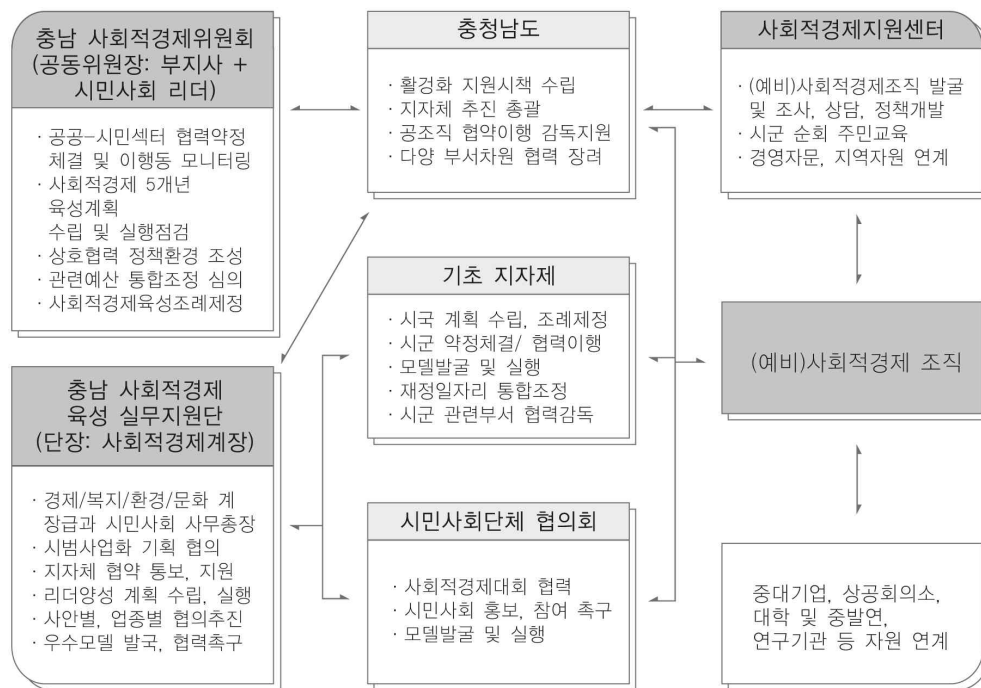 충남 사회적경제위원회
(공동위원장: 부지사 +
시민사회 리더)
· 공공-시민센터 협력약정
체결 및 이행동 모니터링
· 사회적경제 5개년
육성계획
수립 및 실행점검
· 상호협력 정책환경 조성
· 관련예산 통합조정 심의
· 사회적경제육성조례제정
충청남도
· 활경화 지원시책 수립
· 지자체 추진 총괄
· 공조직 협약이행 감독지원
· 다양 부서차원 협력 장려
사회적경제지원센터
· (예비)사회적경제조직 발굴
및 조사, 상담, 정책개발
· 시군 순회 주민교육
· 경영자문, 지역자원 연계
기초 지자제
· 시국 계획 수립, 조례제정
· 시군 약정체결/ 협력이행
· 모델발굴 및 실행
· 재정일자리 통합조정
· 시군 관련부서 협력감독
(예비)사회적경제 조직
충남 사회적경제
육성 실무지원단
(단장: 사회적경제계장)
· 경제/복지/환경/문화 계
장급과 시민사회 사무총장
· 시범사업화 기획 협의
· 지자체 협약 통보, 지원
· 리더양성 계획 수립, 실행
· 사안별, 업종별 협의추진
· 우수모델 발국, 협력촉구
시민사회단체 협의회
· 사회적경제대회 협력
· 시민사회 홍보, 참여 촉구
· 모델발굴 및 실행
중대기업, 상공회의소,
대학 및 중발연,
연구기관 등 자원 연계